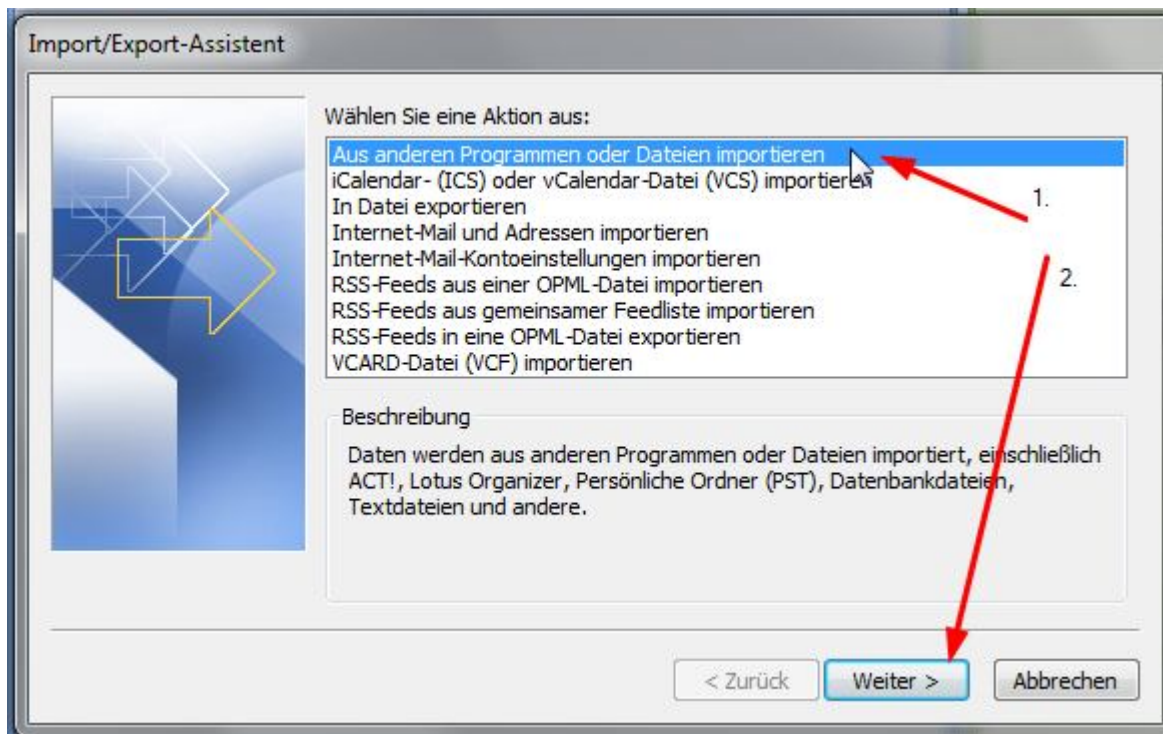 Import/Export-Assistent
Wählen Sie eine Aktion aus:
Aus anderen Programmen oder Dateien importieren
iCalendar- (ICS) oder vCalendar-Datei (VCS) importieren
1.
In Datei exportieren
Internet-Mail und Adressen importieren
Internet-Mail-Kontoeinstellungen importieren
2.
RSS-Feeds aus einer OPML-Datei importieren
RSS-Feeds aus gemeinsamer Feedliste importieren
RSS-Feeds in eine OPML-Datei exportieren
VCARD-Datei (VCF) importieren
Beschreibung
Daten werden aus anderen Programmen oder Dateien importiert, einschließlich
ACT!, Lotus Organizer, Persönliche Ordner (PST), Datenbankdateien,
Textdateien und andere.
< Zurück Weiter > Abbrechen